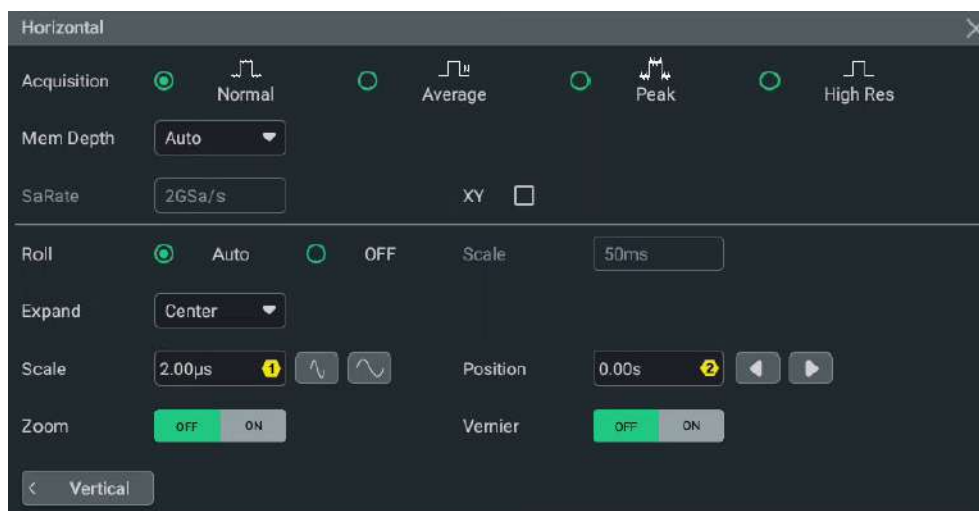 Horizontal
Acquisition Normal Average Peak High Res
Mem Depth Auto
SaRate 2GSa/s XY
Roll Auto OFF Scale 50ms
Expand Center
Scale 2.00μs 1 Position 0.00s 2
Zoom OFF ON Vernier OFF ON
< Vertical